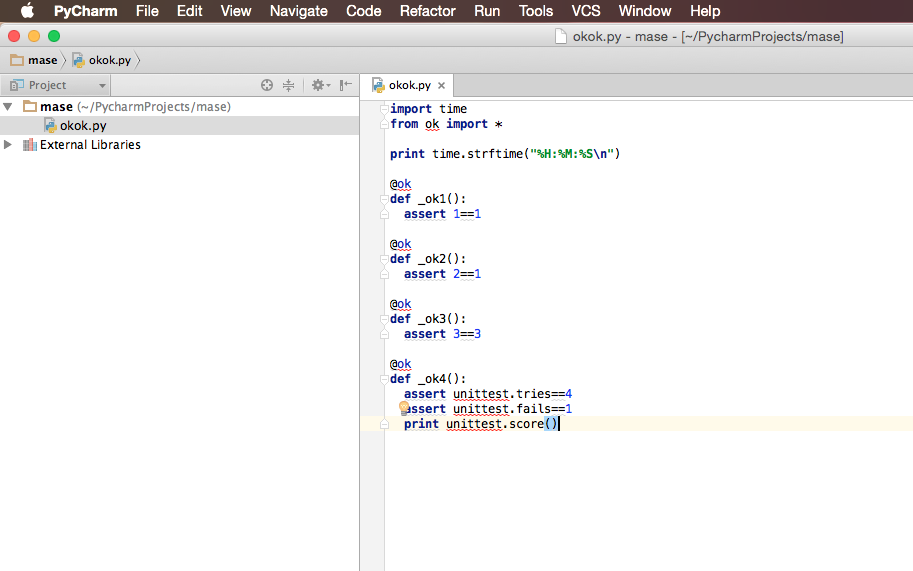 PyCharm File Edit View Navigate Code Refactor Run Tools VCS Window Help
okok.py - mase - [~/PycharmProjects/mase]
mase okok.py
Project
okok.py
mase (~/PycharmProjects/mase)
okok.py
External Libraries
import time
from ok import *
print time.strftime("%H:%M:%S\n")
@ok
def _ok1():
assert 1==1
@ok
def _ok2():
assert 2==1
@ok
def _ok3():
assert 3==3
@ok
def _ok4():
assert unittest.tries==4
assert unittest.fails==1
print unittest.score()